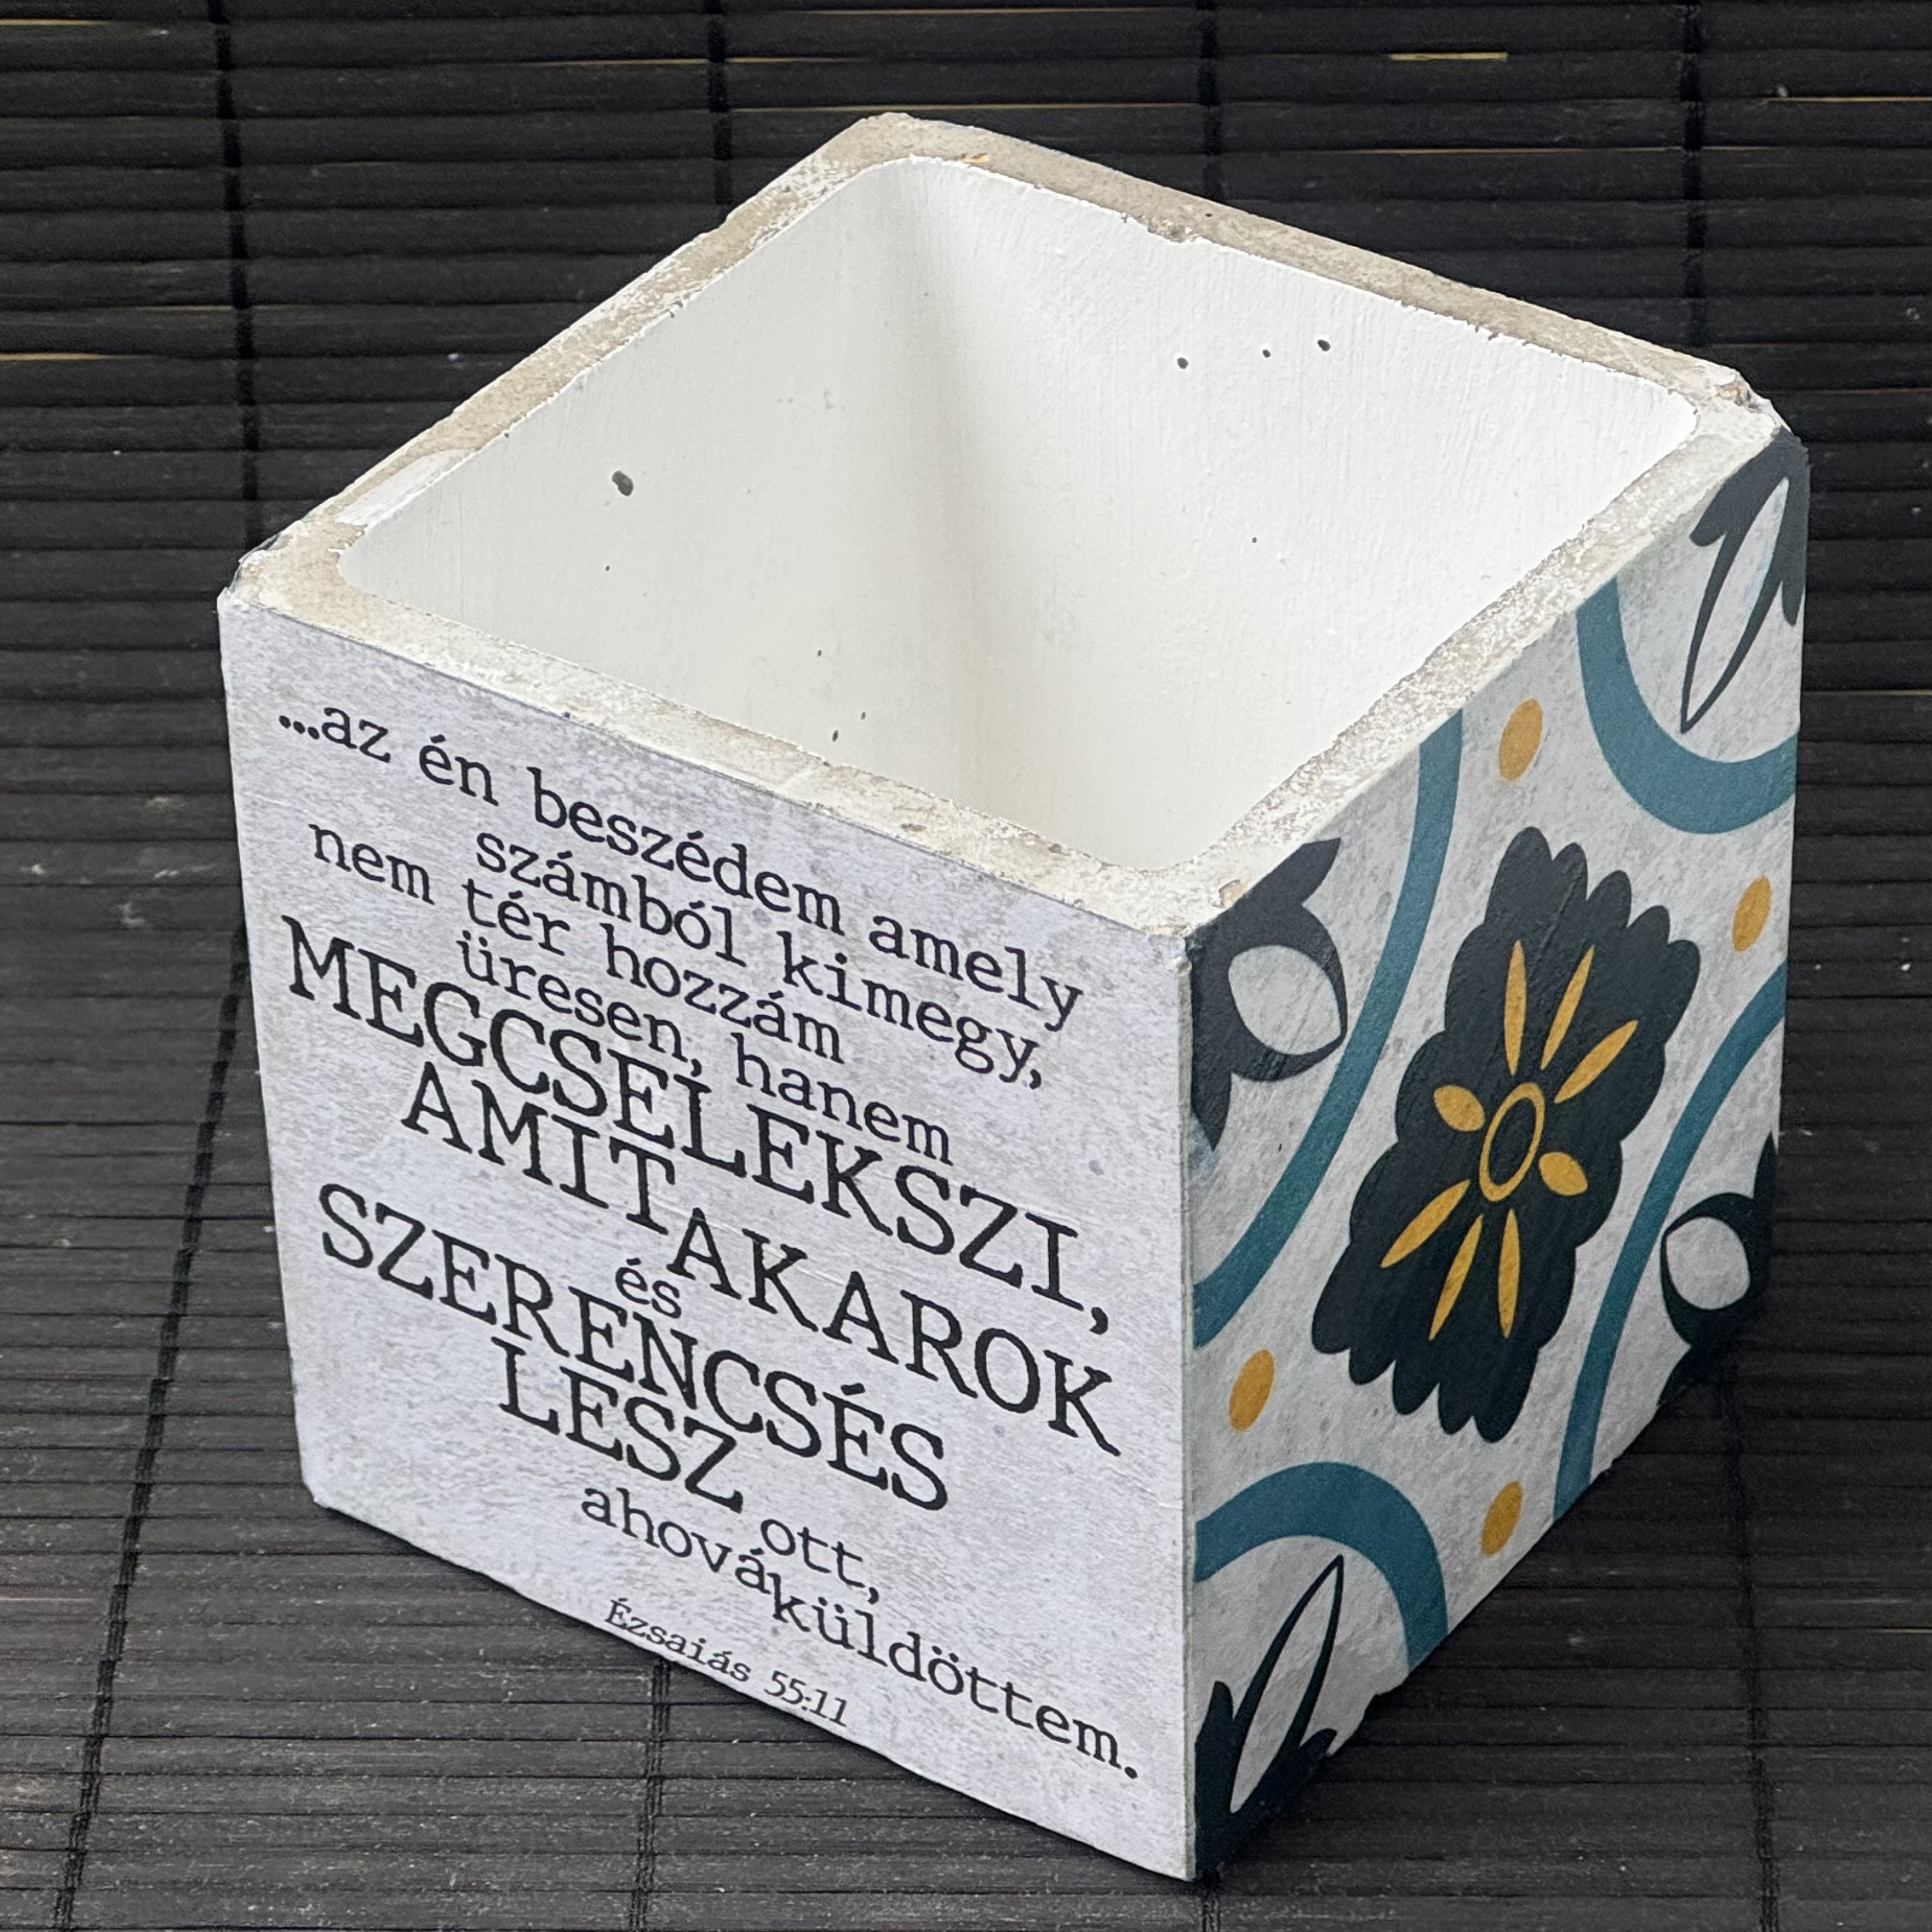 ...az én beszédem amely
számból kimegy,
nem tér hozzám
üresen, hanem
MEGCSELEKSZI,
AMIT AKAROK
és
SZERENCSÉS
LESZ ott,
ahová küldöttem.
Ézsaiás 55:11